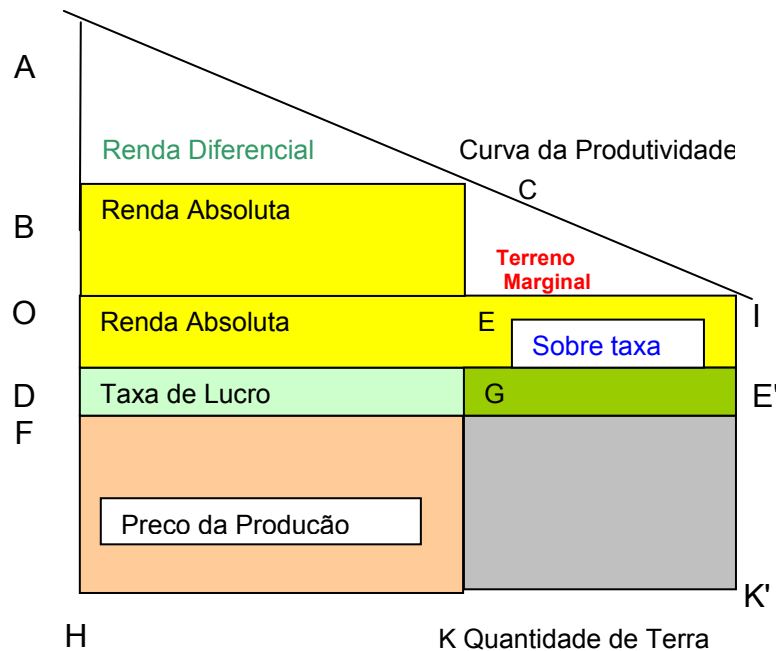 A
Renda Diferencial
Curva da Produtividade
C
Renda Absoluta
B
Terreno
Marginal
O
Renda Absoluta
E
I
Sobre taxa
D
Taxa de Lucro
G
E'
F
Preco da Producão
K'
H
K Quantidade de Terra